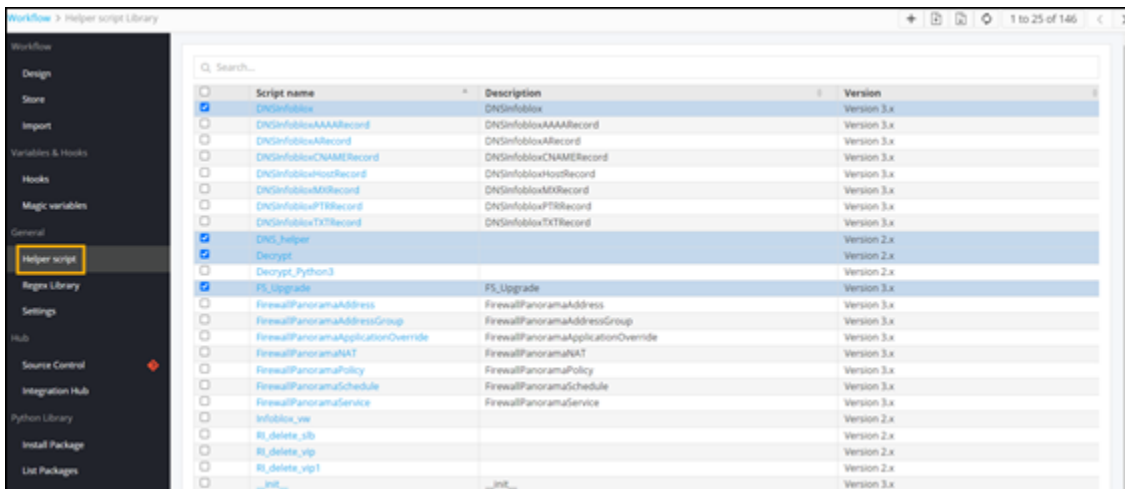 Workflow > Helper script Library
1 to 25 of 146
Workflow
Design
Store
Import
Variables & Hooks
Hooks
Magic variables
General
Helper script
Regex Library
Settings
Hub
Source Control
Integration Hub
Python Library
Install Package
List Packages
Search...
Script name Description Version
DNSInfoblox DNSInfoblox Version 3.x
DNSInfobloxAAAARecord DNSInfobloxAAAARecord Version 3.x
DNSInfobloxARecord DNSInfobloxARecord Version 3.x
DNSInfobloxCNAMERecord DNSInfobloxCNAMERecord Version 3.x
DNSInfobloxHostRecord DNSInfobloxHostRecord Version 3.x
DNSInfobloxMXRecord DNSInfobloxMXRecord Version 3.x
DNSInfobloxPTRRecord DNSInfobloxPTRRecord Version 3.x
DNSInfobloxTXTRecord DNSInfobloxTXTRecord Version 3.x
DNS_helper Version 2.x
Decrypt Version 2.x
Decrypt_Python3 Version 2.x
F5_Upgrade F5_Upgrade Version 3.x
FirewallPanoramaAddress FirewallPanoramaAddress Version 3.x
FirewallPanoramaAddressGroup FirewallPanoramaAddressGroup Version 3.x
FirewallPanoramaApplicationOverride FirewallPanoramaApplicationOverride Version 3.x
FirewallPanoramaNAT FirewallPanoramaNAT Version 3.x
FirewallPanoramaPolicy FirewallPanoramaPolicy Version 3.x
FirewallPanoramaSchedule FirewallPanoramaSchedule Version 3.x
FirewallPanoramaService FirewallPanoramaService Version 3.x
Infoblox_vw Version 2.x
RI_delete_slb Version 2.x
RI_delete_vip Version 2.x
RI_delete_vip1 Version 2.x
__init__ __init__ Version 3.x